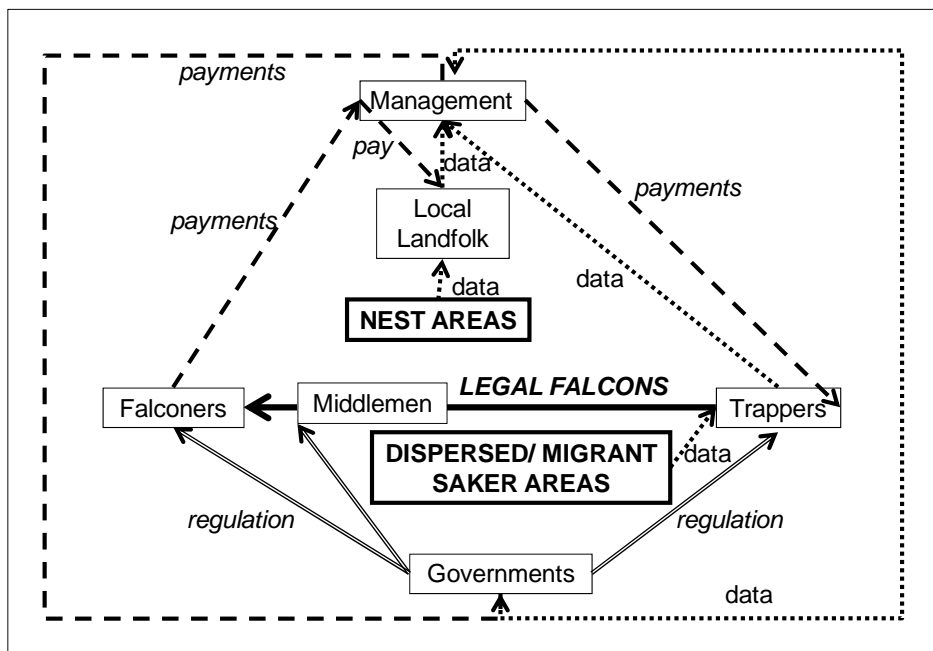 payments
Management
pay
data
payments
payments
Local
Landfolk
data
data
NEST AREAS
LEGAL FALCONS
Falconers
Middlemen
Trappers
DISPERSED/ MIGRANT
SAKER AREAS
data
regulation
regulation
Governments
data